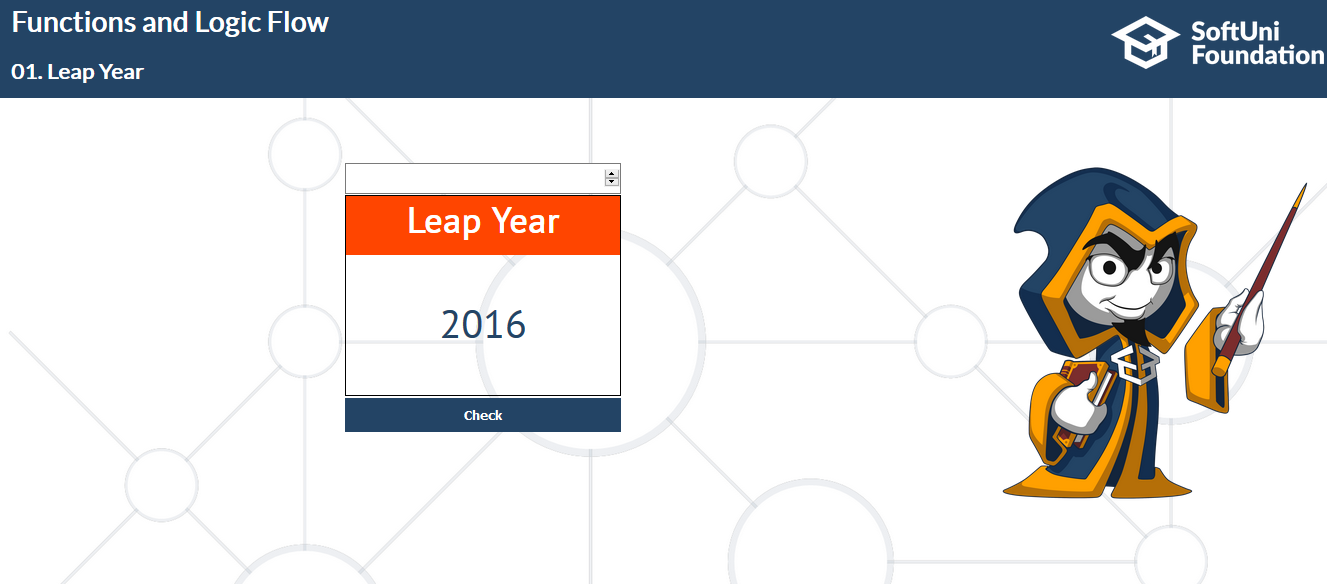 Functions and Logic Flow
01. Leap Year
SoftUni
Foundation
Leap Year
2016
Check